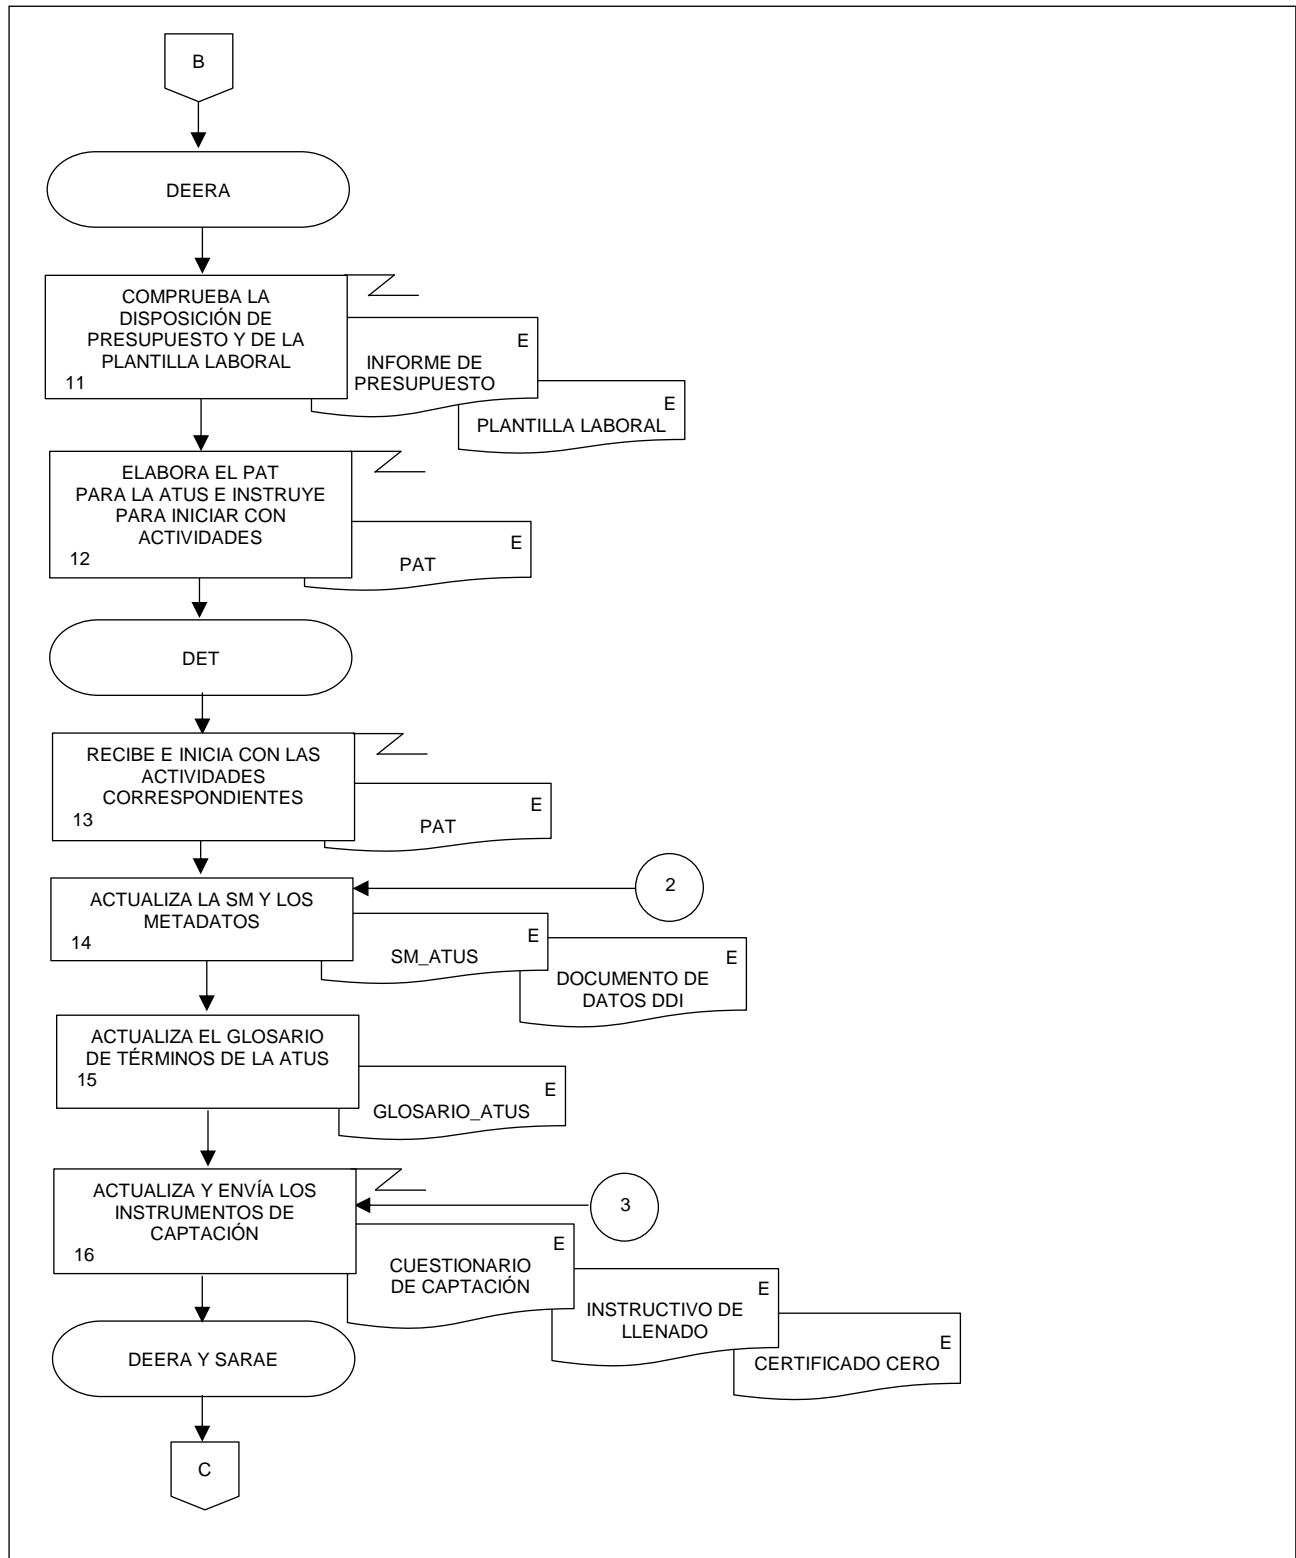 B
DEERA
COMPRUEBA LA
DISPOSICIÓN DE
PRESUPUESTO Y DE LA
PLANTILLA LABORAL
11
E
INFORME DE
PRESUPUESTO
E
PLANTILLA LABORAL
ELABORA EL PAT
PARA LA ATUS E INSTRUYE
PARA INICIAR CON
ACTIVIDADES
12
E
PAT
DET
RECIBE E INICIA CON LAS
ACTIVIDADES
CORRESPONDIENTES
13
E
PAT
2
ACTUALIZA LA SM Y LOS
METADATOS
14
E
SM_ATUS
E
DOCUMENTO DE
DATOS DDI
ACTUALIZA EL GLOSARIO
DE TÉRMINOS DE LA ATUS
15
E
GLOSARIO_ATUS
ACTUALIZA Y ENVÍA LOS
INSTRUMENTOS DE
CAPTACIÓN
16
3
E
CUESTIONARIO
DE CAPTACIÓN
E
INSTRUCTIVO DE
LLENADO
E
CERTIFICADO CERO
DEERA Y SARAE
C